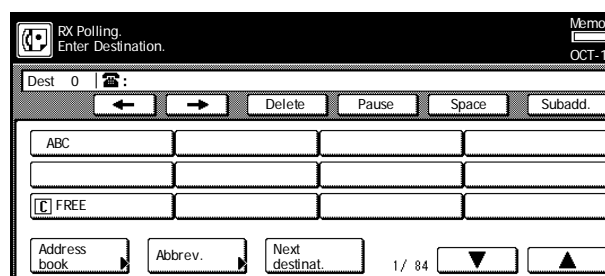 RX Polling.
Enter Destination.
Memo
OCT-1
Dest 0 ☎:
← → Delete Pause Space Subadd.
ABC
C FREE
Address book Abbrev. Next destinat. 1/ 84 ▼ ▲